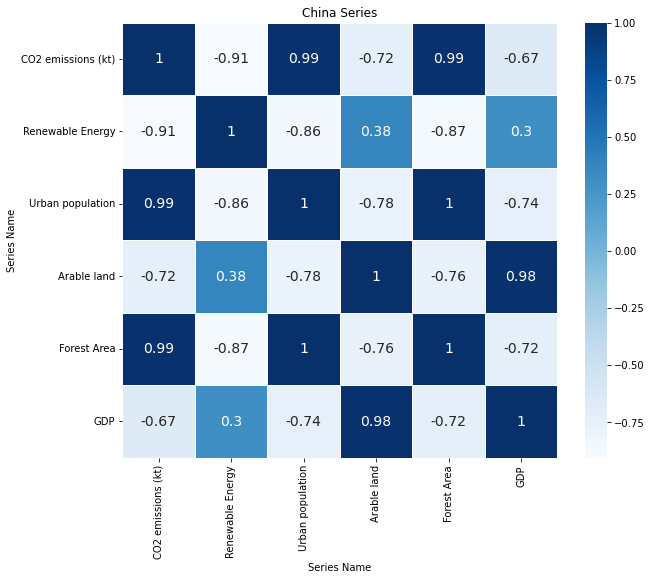 China Series
CO2 emissions (kt) 1 -0.91 0.99 -0.72 0.99 -0.67
Renewable Energy -0.91 1 -0.86 0.38 -0.87 0.3
Urban population 0.99 -0.86 1 -0.78 1 -0.74
Arable land -0.72 0.38 -0.78 1 -0.76 0.98
Forest Area 0.99 -0.87 1 -0.76 1 -0.72
GDP -0.67 0.3 -0.74 0.98 -0.72 1
Series Name
CO2 emissions (kt)
Renewable Energy
Urban population
Arable land
Forest Area
GDP
Series Name
1.00
0.75
0.50
0.25
0.00
−0.25
−0.50
−0.75